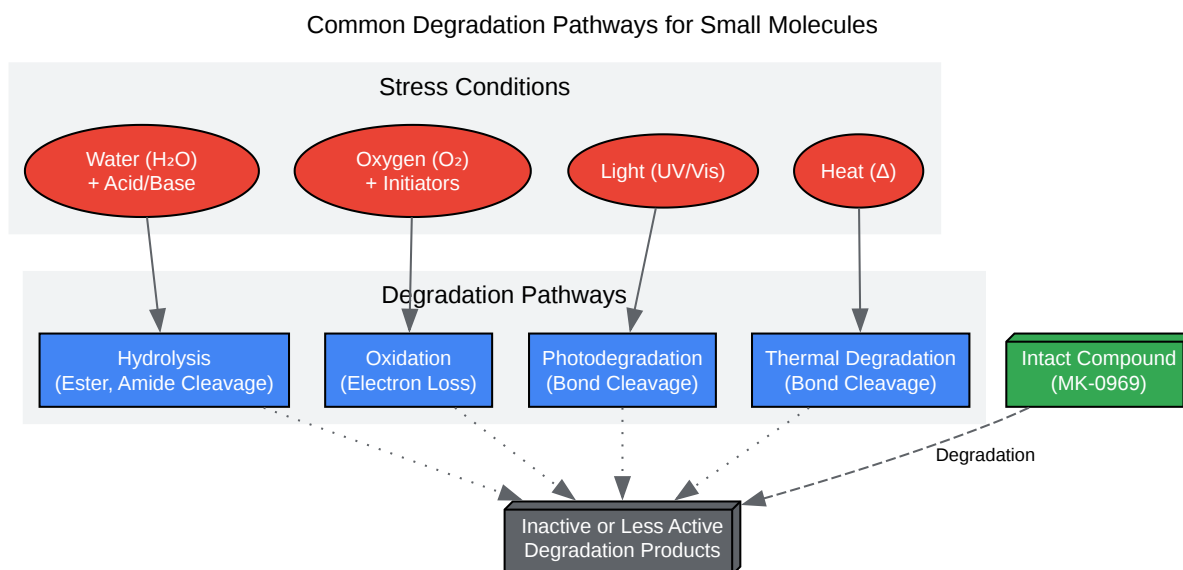 Common Degradation Pathways for Small Molecules
Stress Conditions
Water (H₂O)
+ Acid/Base
Oxygen (O₂)
+ Initiators
Light (UV/Vis)
Heat (Δ)
Degradation Pathways
Hydrolysis
(Ester, Amide Cleavage)
Oxidation
(Electron Loss)
Photodegradation
(Bond Cleavage)
Thermal Degradation
(Bond Cleavage)
Intact Compound
(MK-0969)
Degradation
Inactive or Less Active
Degradation Products